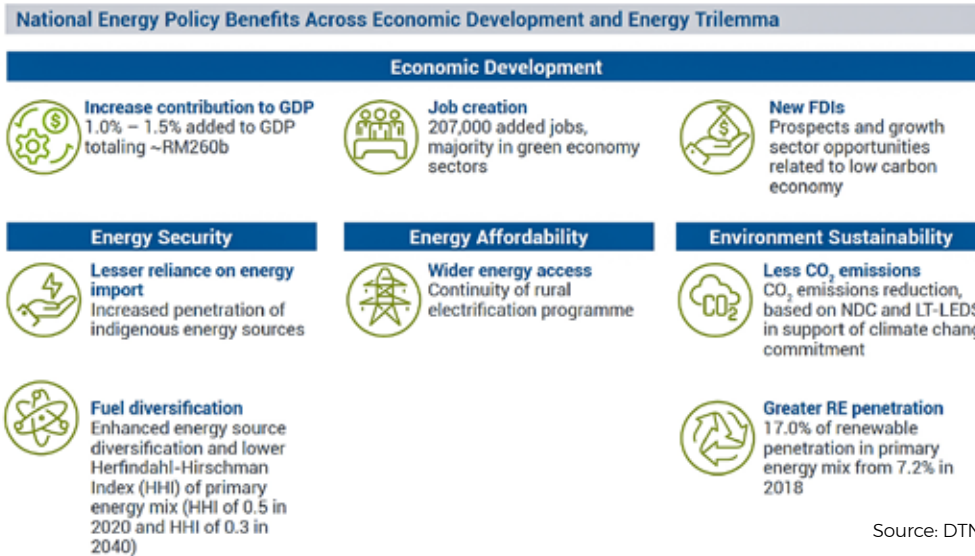 National Energy Policy Benefits Across Economic Development and Energy Trilemma
Economic Development
Increase contribution to GDP
1.0% – 1.5% added to GDP
totaling ~RM260b
Job creation
207,000 added jobs,
majority in green economy
sectors
New FDIs
Prospects and growth
sector opportunities
related to low carbon
economy
Energy Security
Lesser reliance on energy
import
Increased penetration of
indigenous energy sources
Fuel diversification
Enhanced energy source
diversification and lower
Herfindahl-Hirschman
Index (HHI) of primary
energy mix (HHI of 0.5 in
2020 and HHI of 0.3 in
2040)
Energy Affordability
Wider energy access
Continuity of rural
electrification programme
Environment Sustainability
Less CO₂ emissions
CO₂ emissions reduction,
based on NDC and LT-LEDS
in support of climate chang
commitment
CO₂
Greater RE penetration
17.0% of renewable
penetration in primary
energy mix from 7.2% in
2018
Source: DTN